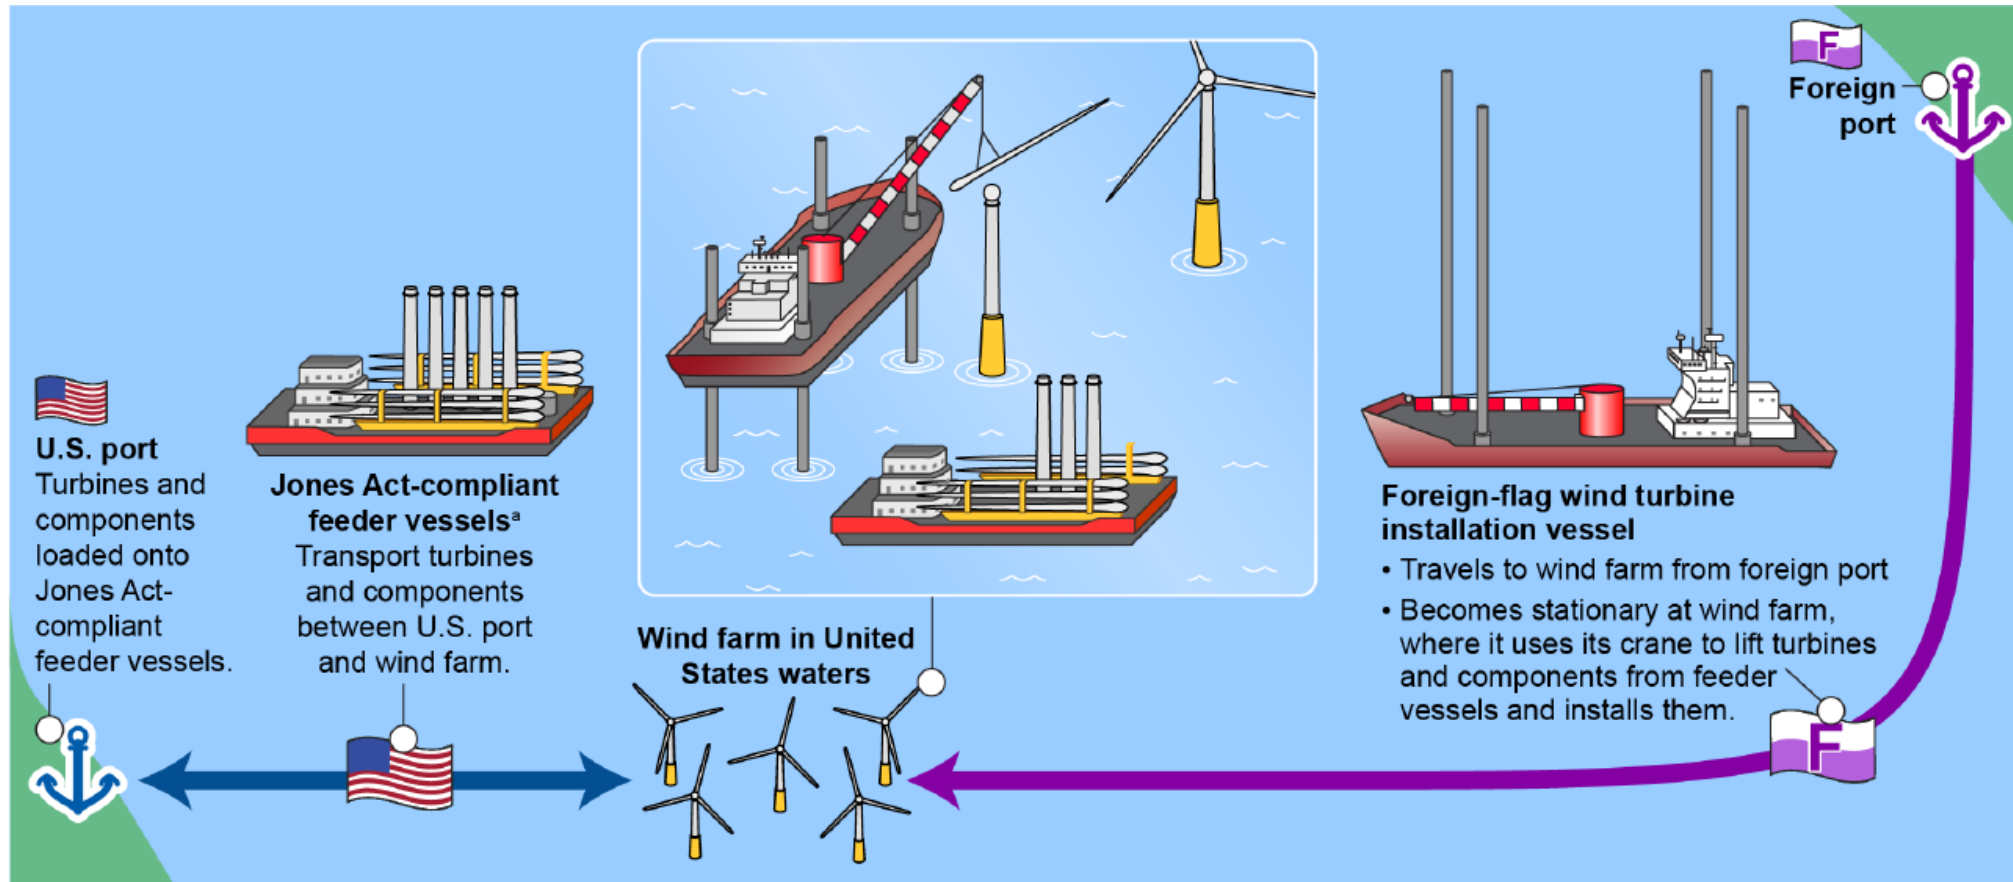 U.S. port
Turbines and
components
loaded onto
Jones Act-
compliant
feeder vessels.
Jones Act-compliant
feeder vesselsª
Transport turbines
and components
between U.S. port
and wind farm.
Wind farm in United
States waters
F
Foreign
port
Foreign-flag wind turbine
installation vessel
• Travels to wind farm from foreign port
• Becomes stationary at wind farm,
where it uses its crane to lift turbines
and components from feeder
vessels and installs them.
F